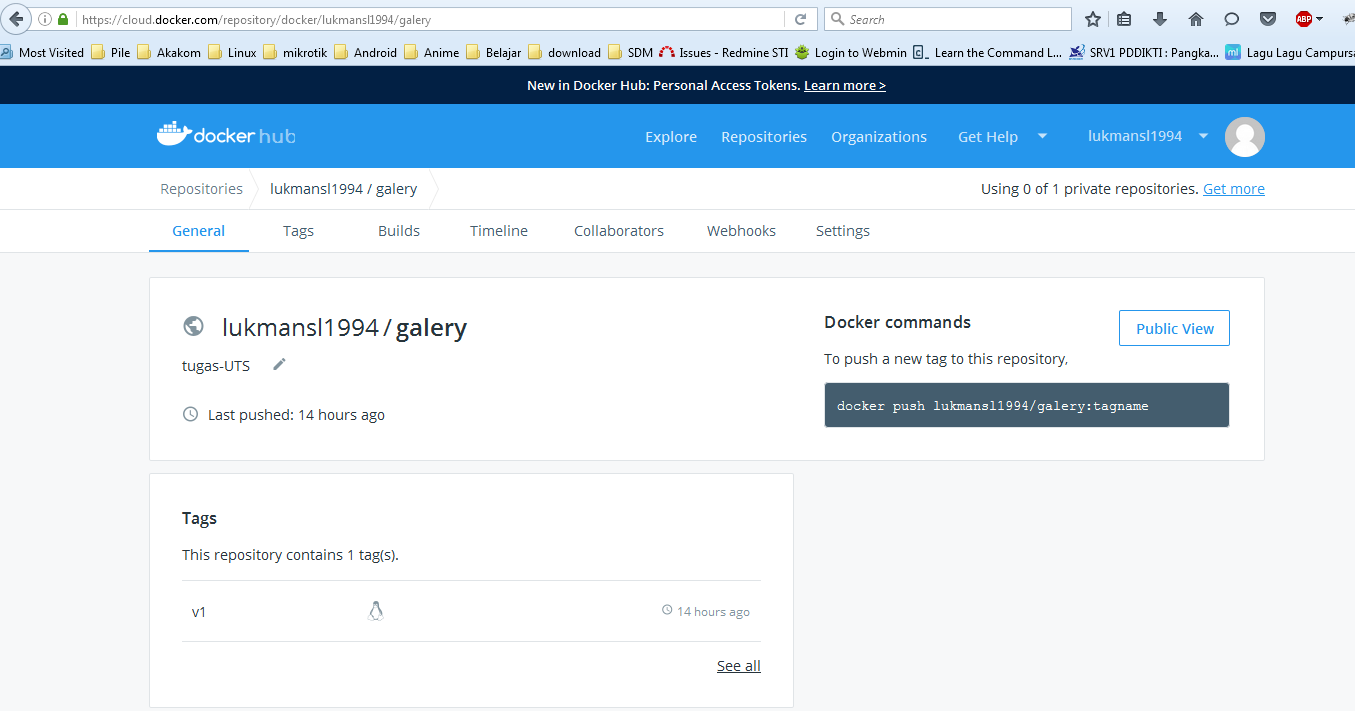 https://cloud.docker.com/repository/docker/lukmansl1994/galery
Search
ABP
Most Visited Pile Akakom Linux mikrotik Android Anime Belajar download SDM Issues - Redmine STI Login to Webmin Learn the Command L... SRV1 PDDIKTI : Pangka... Lagu Lagu Campursa
New in Docker Hub: Personal Access Tokens. Learn more >
docker hub Explore Repositories Organizations Get Help lukmansl1994
Repositories lukmansl1994 / galery Using 0 of 1 private repositories. Get more
General Tags Builds Timeline Collaborators Webhooks Settings
lukmansl1994 / galery
tugas-UTS
Last pushed: 14 hours ago
Docker commands
Public View
To push a new tag to this repository,
docker push lukmansl1994/galery:tagname
Tags
This repository contains 1 tag(s).
v1 14 hours ago
See all